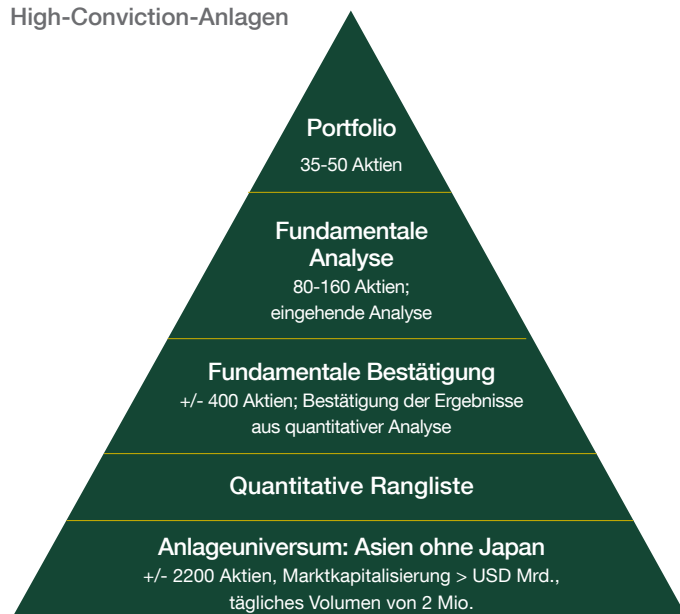 High-Conviction-Anlagen
Portfolio
35-50 Aktien
Fundamentale
Analyse
80-160 Aktien;
eingehende Analyse
Fundamentale Bestätigung
+/- 400 Aktien; Bestätigung der Ergebnisse
aus quantitativer Analyse
Quantitative Rangliste
Anlageuniversum: Asien ohne Japan
+/- 2200 Aktien, Marktkapitalisierung > USD Mrd.,
tägliches Volumen von 2 Mio.